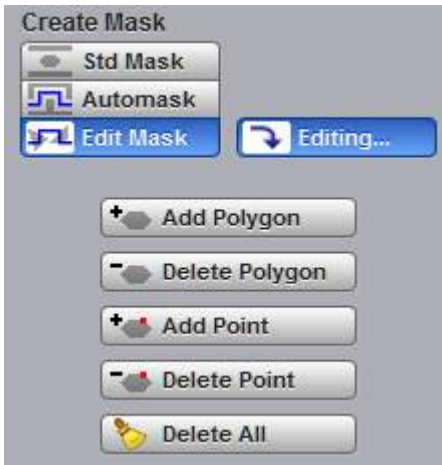 Create Mask
Std Mask
Automask
Edit Mask Editing...
Add Polygon
Delete Polygon
Add Point
Delete Point
Delete All